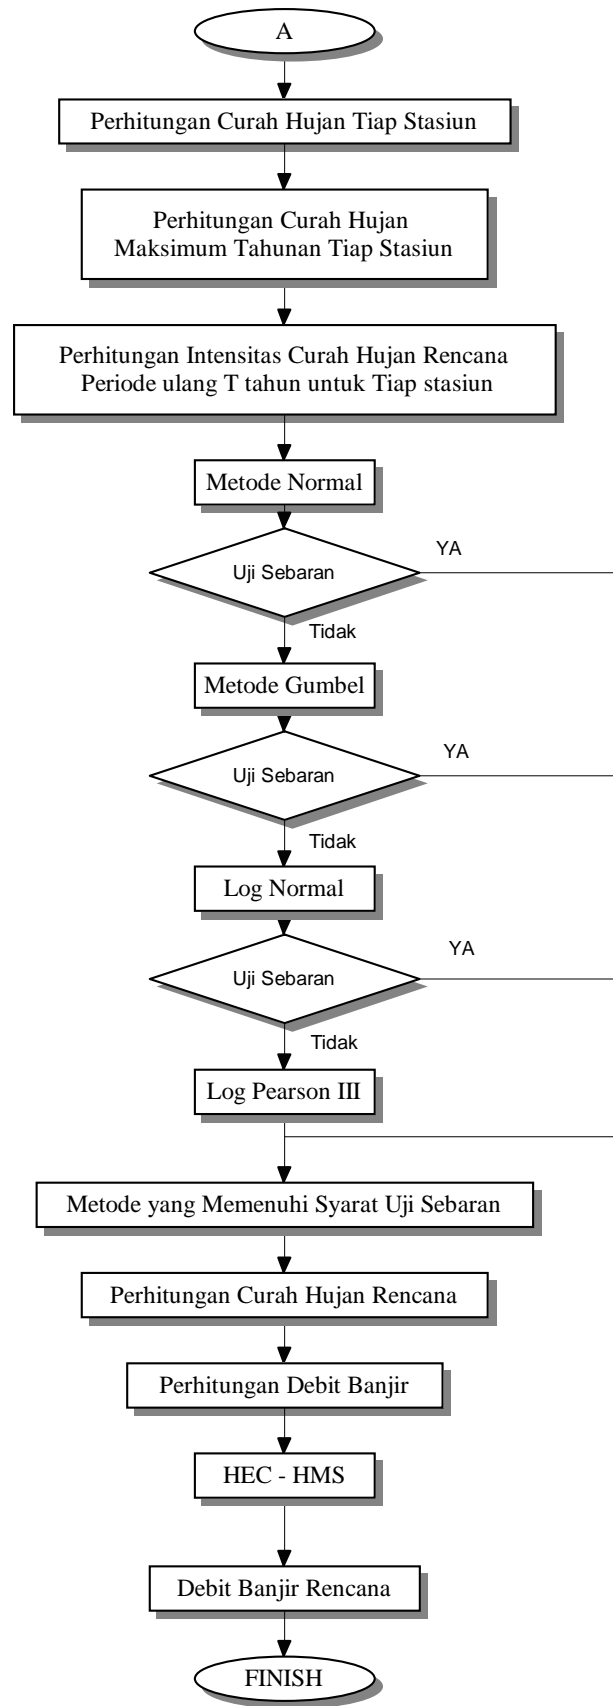 A
Perhitungan Curah Hujan Tiap Stasiun
Perhitungan Curah Hujan
Maksimum Tahunan Tiap Stasiun
Perhitungan Intensitas Curah Hujan Rencana
Periode ulang T tahun untuk Tiap stasiun
Metode Normal
Uji Sebaran
YA
Tidak
Metode Gumbel
Uji Sebaran
YA
Tidak
Log Normal
Uji Sebaran
YA
Tidak
Log Pearson III
Metode yang Memenuhi Syarat Uji Sebaran
Perhitungan Curah Hujan Rencana
Perhitungan Debit Banjir
HEC - HMS
Debit Banjir Rencana
FINISH